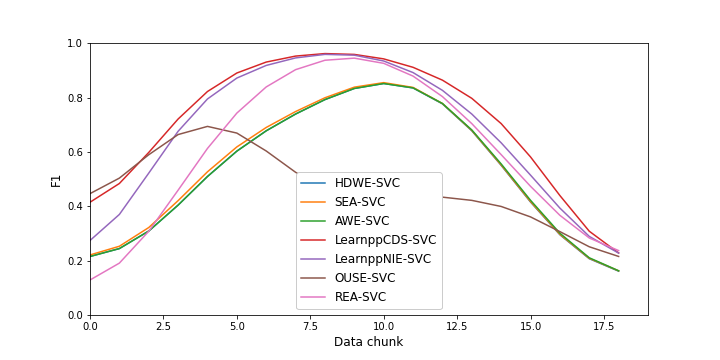 1.0
0.8
0.6
0.4
0.2
0.0
F1
HDWE-SVC
SEA-SVC
AWE-SVC
LearnppCDS-SVC
LearnppNIE-SVC
OUSE-SVC
REA-SVC
0.0 2.5 5.0 7.5 10.0 12.5 15.0 17.5
Data chunk